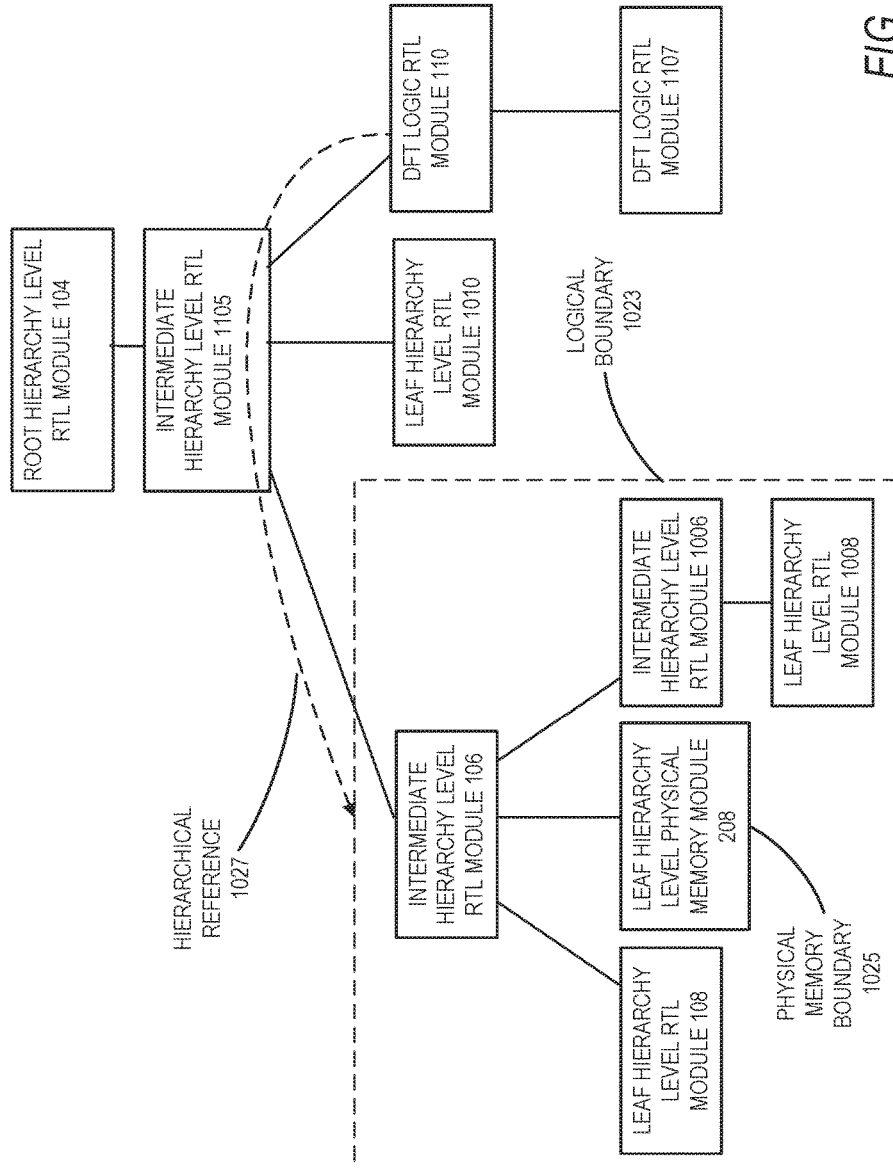 ROOT HIERARCHY LEVEL
RTL MODULE 104
INTERMEDIATE
HIERARCHY LEVEL RTL
MODULE 1105
HIERARCHICAL
REFERENCE
1027
INTERMEDIATE
HIERARCHY LEVEL
RTL MODULE 106
LEAF HIERARCHY
LEVEL RTL
MODULE 1010
DFT LOGIC RTL
MODULE 110
LEAF HIERARCHY
LEVEL RTL
MODULE 108
LEAF HIERARCHY
LEVEL PHYSICAL
MEMORY MODULE
208
INTERMEDIATE
HIERARCHY LEVEL
RTL MODULE 1006
LOGICAL
BOUNDARY
1023
DFT LOGIC RTL
MODULE 1107
PHYSICAL
MEMORY
BOUNDARY
1025
LEAF HIERARCHY
LEVEL RTL
MODULE 1008
FIG